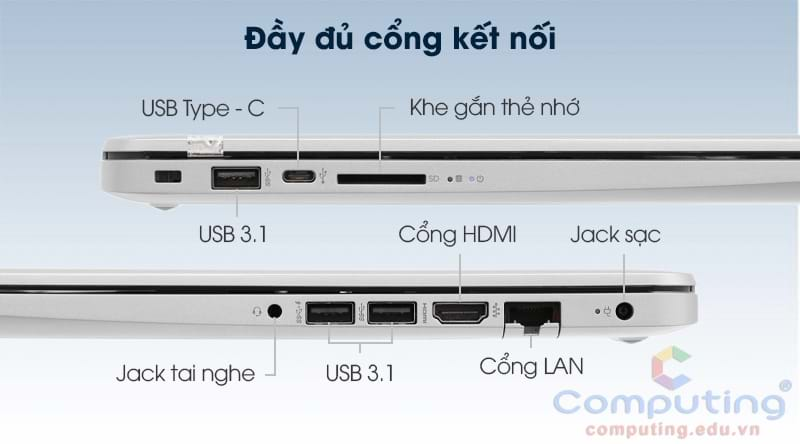 Đầy đủ cổng kết nối
USB Type - C
Khe gắn thẻ nhớ
SD
USB 3.1
Cổng HDMI
Jack sạc
HDMI
Jack tai nghe
USB 3.1
Cổng LAN
Computing®
computing.edu.vn